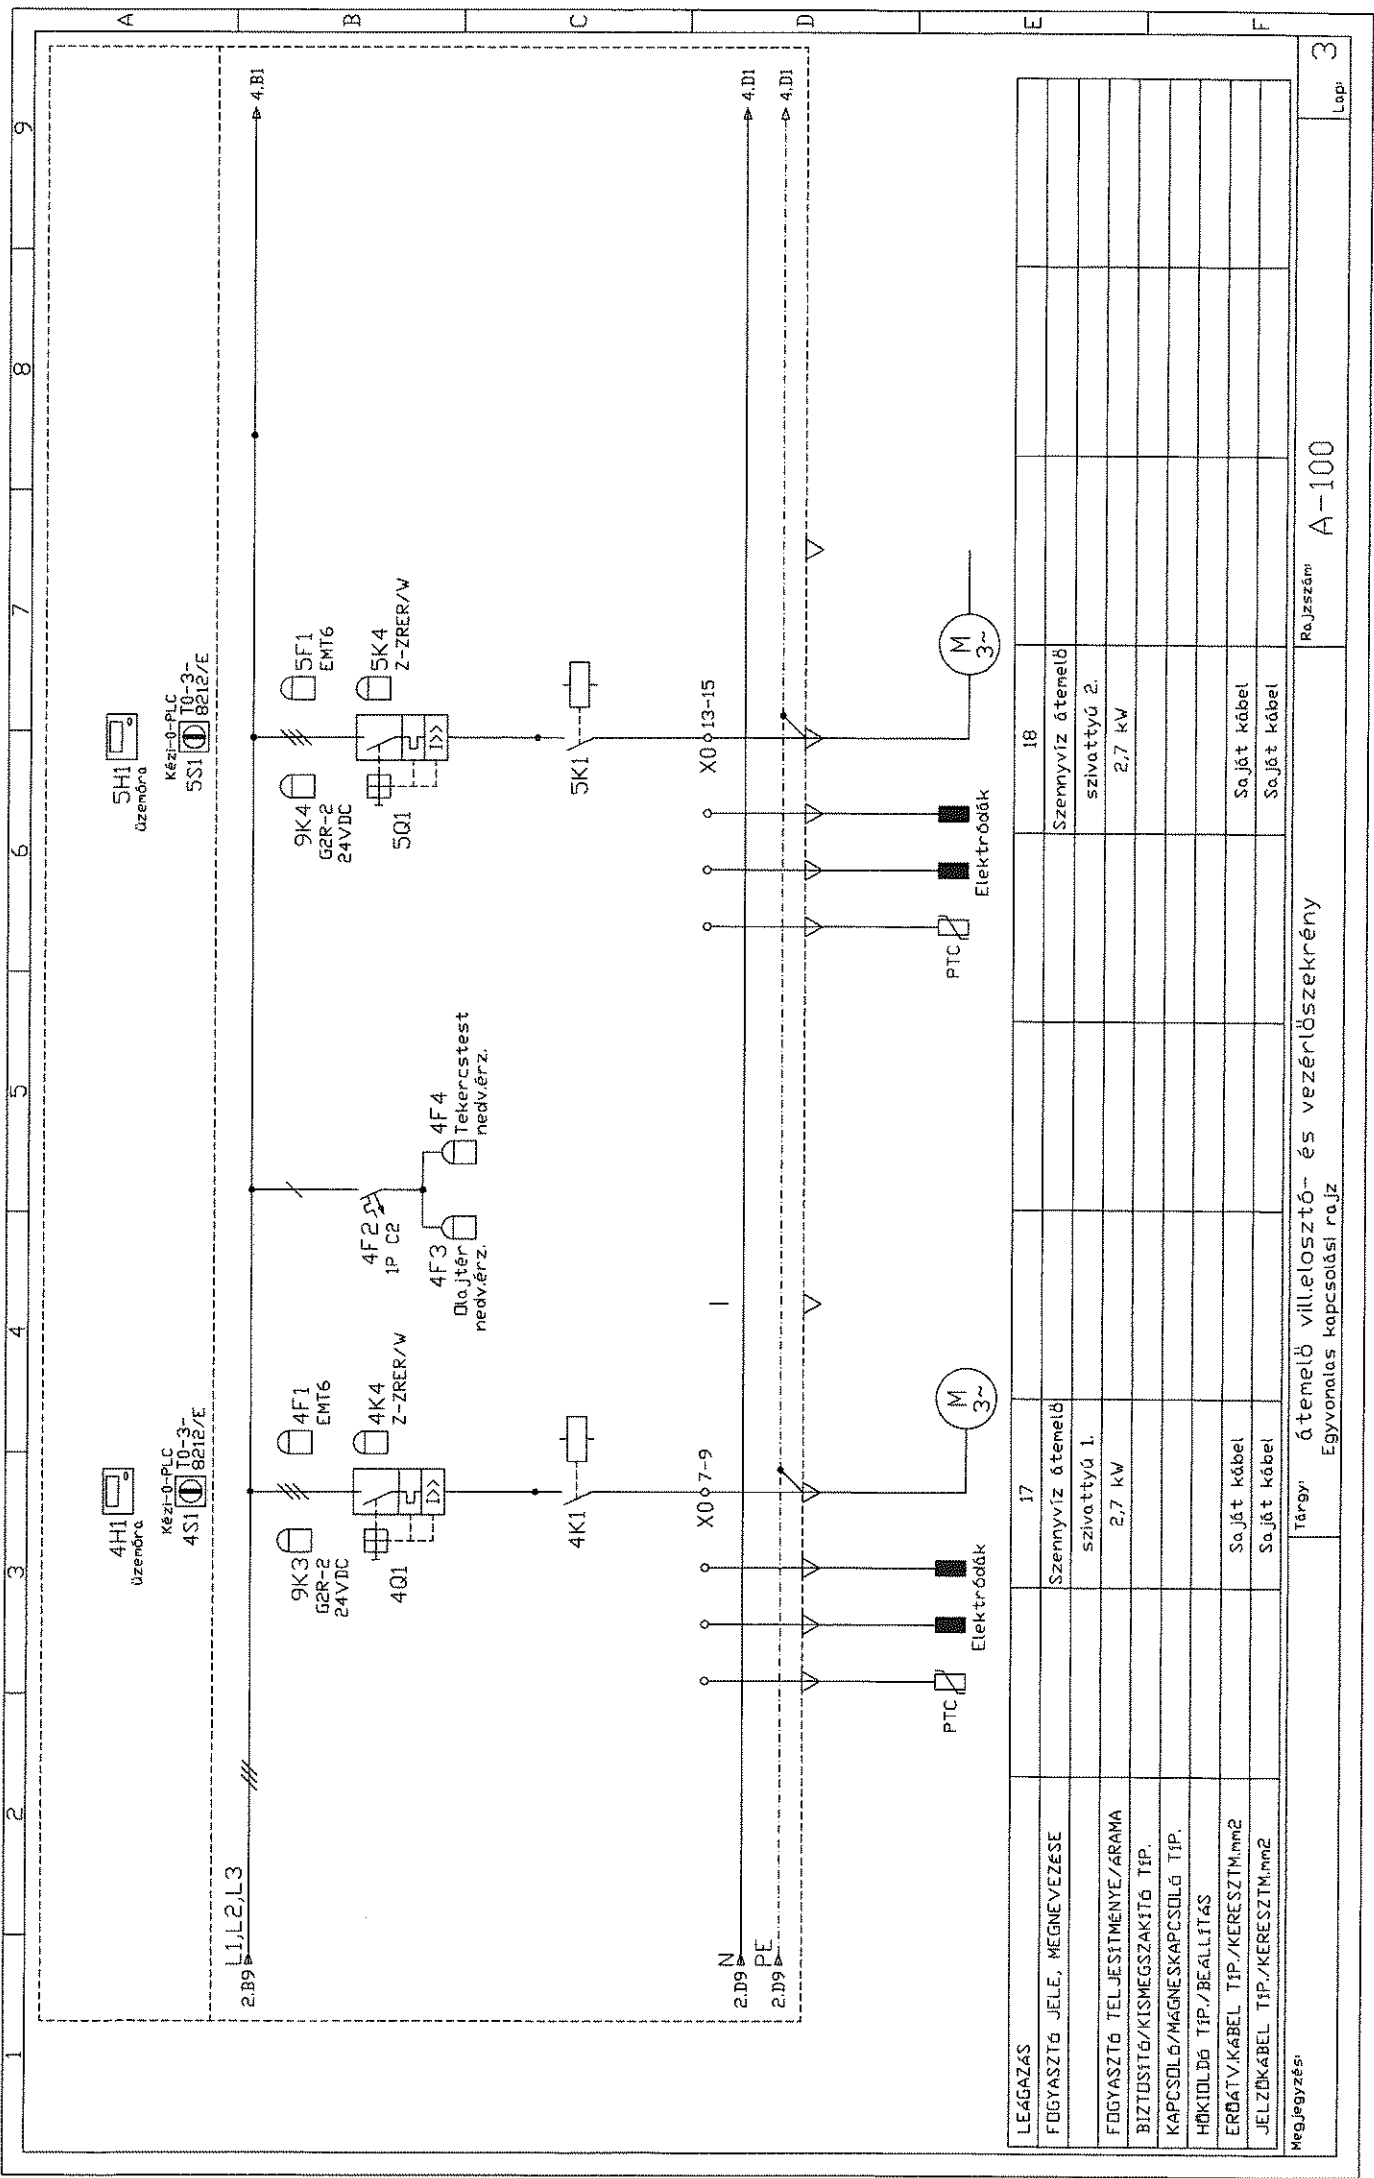 1 2 3 4 5 6 7 8 9
A
B
C
D
E
F
4H1
üzemóra
Kézi-0-PLC
4S1
T0-3-
8212/E
5H1
üzemóra
Kézi-0-PLC
5S1
T0-3-
8212/E
2.B9
L1,L2,L3
4.B1
9K3
G2R-2
24VDC
4F1
EMT6
4K4
Z-ZRER/W
I>>
4Q1
4F2
1P C2
4F3
Olajtér
nedv.érz.
4F4
Tekercstest
nedv.érz.
9K4
G2R-2
24VDC
5F1
EMT6
5K4
Z-ZRER/W
I>>
5Q1
4K1
5K1
X0 7-9
X0 13-15
2.D9
N
4.D1
2.D9
PE
4.D1
PTC
Elektródák
M
3~
PTC
Elektródák
M
3~
LEÁGAZÁS 17 18
FOGYASZTÓ JELE, MEGNEVEZÉSE Szennyvíz átemelő Szennyvíz átemelő
szivattyú 1. szivattyú 2.
FOGYASZTÓ TELJESÍTMÉNYE/ÁRAMA 2,7 kW 2,7 kW
BIZTOSÍTÓ/KISMEGSZAKÍTÓ TÍP.
KAPCSOLÓ/MÁGNESKAPCSOLÓ TÍP.
HŐKIOLDÓ TÍP./BEÁLLÍTÁS
ERŐÁTV.KÁBEL TÍP./KERESZTM.mm2 Saját kábel Saját kábel
JELZŐKÁBEL TÍP./KERESZTM.mm2 Saját kábel Saját kábel
Megjegyzés:
Tárgy: átemelő vill.elosztó- és vezérlőszekrény
Egyvonalas kapcsolási rajz
Rajzszám: A-100
Lap: 3